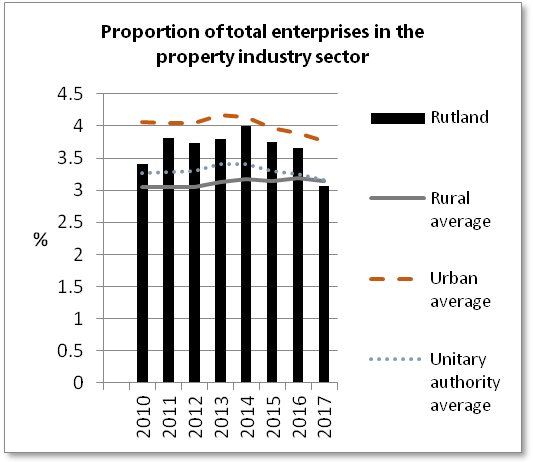 Proportion of total enterprises in the
property industry sector
4.5
4
3.5
3
2.5
2
1.5
1
0.5
0
%
2010
2011
2012
2013
2014
2015
2016
2017
Rutland
Rural
average
Urban
average
Unitary
authority
average